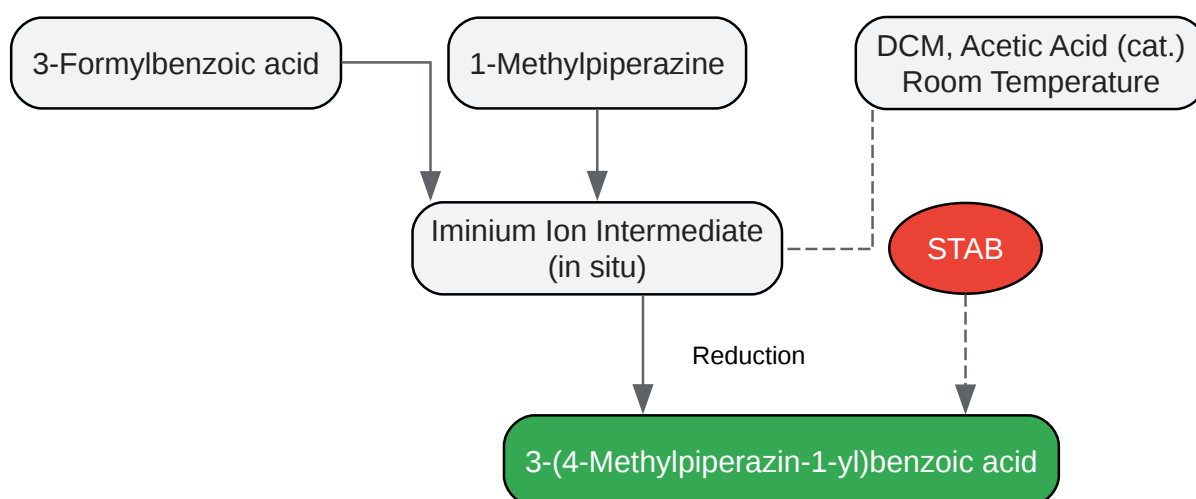 3-Formylbenzoic acid
1-Methylpiperazine
DCM, Acetic Acid (cat.)
Room Temperature
Iminium Ion Intermediate
(in situ)
STAB
Reduction
3-(4-Methylpiperazin-1-yl)benzoic acid